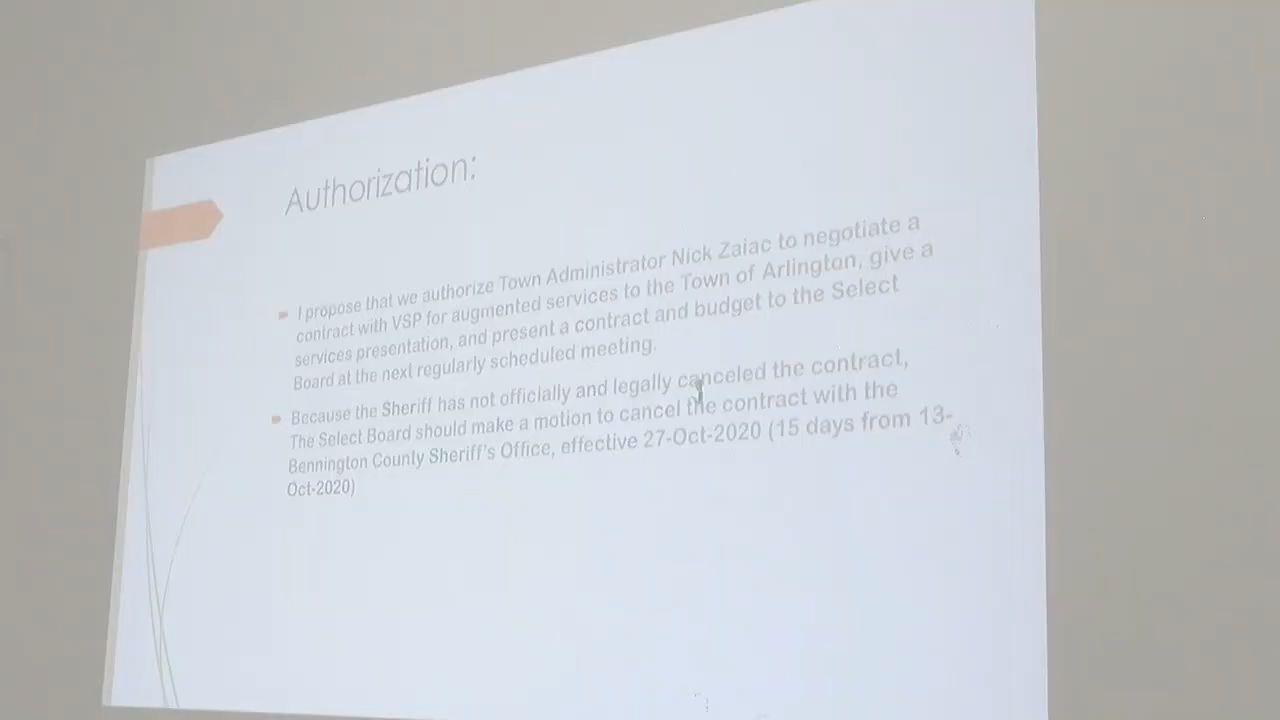 Authorization:
I propose that we authorize Town Administrator Nick Zaiac to negotiate a
contract with VSP for augmented services to the Town of Arlington, give a
services presentation, and present a contract and budget to the Select
Board at the next regularly scheduled meeting.
Because the Sheriff has not officially and legally canceled the contract,
The Select Board should make a motion to cancel the contract with the
Bennington County Sheriff's Office, effective 27-Oct-2020 (15 days from 13-
Oct-2020)